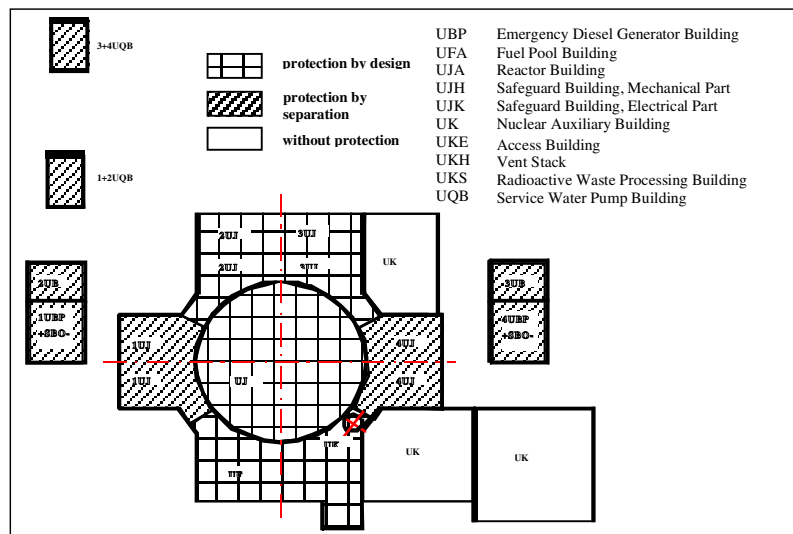 3+4UQB
1+2UQB
protection by design
protection by
separation
without protection
UBP Emergency Diesel Generator Building
UFA Fuel Pool Building
UJA Reactor Building
UJH Safeguard Building, Mechanical Part
UJK Safeguard Building, Electrical Part
UK Nuclear Auxiliary Building
UKE Access Building
UKH Vent Stack
UKS Radioactive Waste Processing Building
UQB Service Water Pump Building
2UJ 3UJ
2UJ
UK
2UB
1UBP
+SBO-
3UB
4UBP
+SBO-
1UJ
1UJ
UJ
4UJ
4UJ
UK
UK